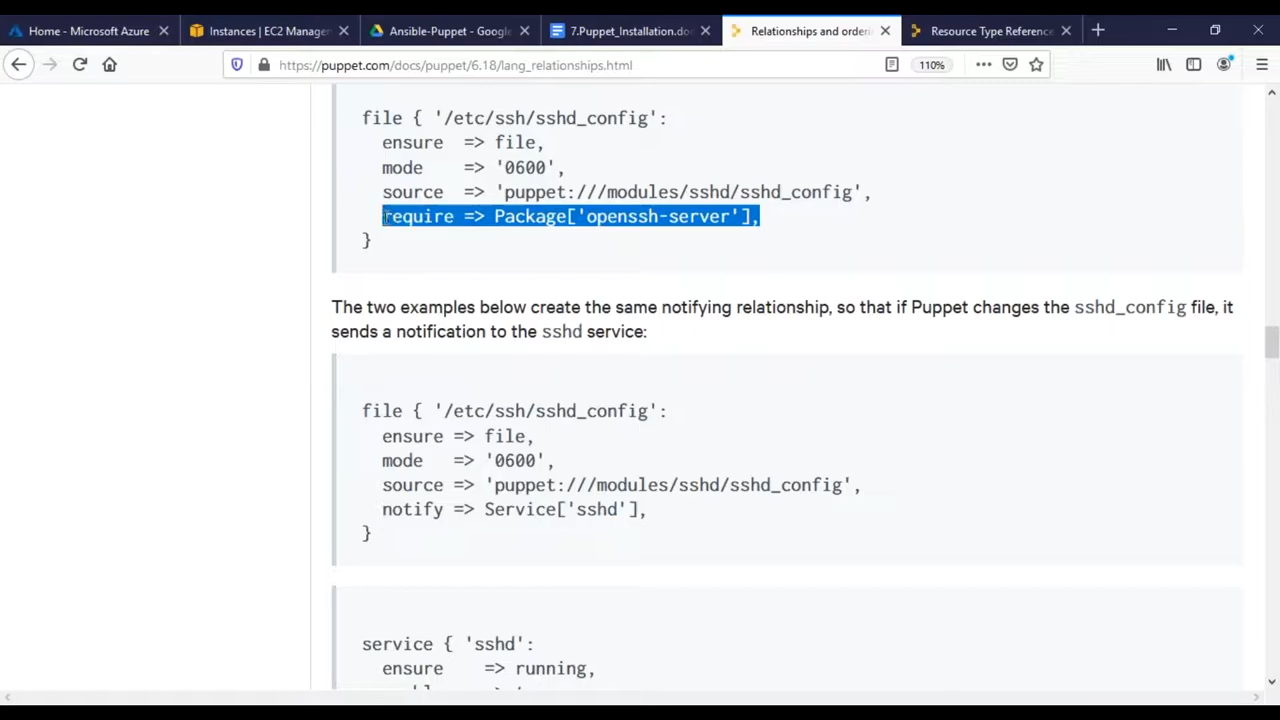 Home - Microsoft Azure
Instances | EC2 Manager
Ansible-Puppet - Google
7.Puppet_Installation.do
Relationships and orderi
Resource Type Reference
https://puppet.com/docs/puppet/6.18/lang_relationships.html
110%
file { '/etc/ssh/sshd_config':
ensure => file,
mode => '0600',
source => 'puppet:///modules/sshd/sshd_config',
require => Package['openssh-server'],
}
The two examples below create the same notifying relationship, so that if Puppet changes the sshd_config file, it
sends a notification to the sshd service:
file { '/etc/ssh/sshd_config':
ensure => file,
mode => '0600',
source => 'puppet:///modules/sshd/sshd_config',
notify => Service['sshd'],
}
service { 'sshd':
ensure => running,